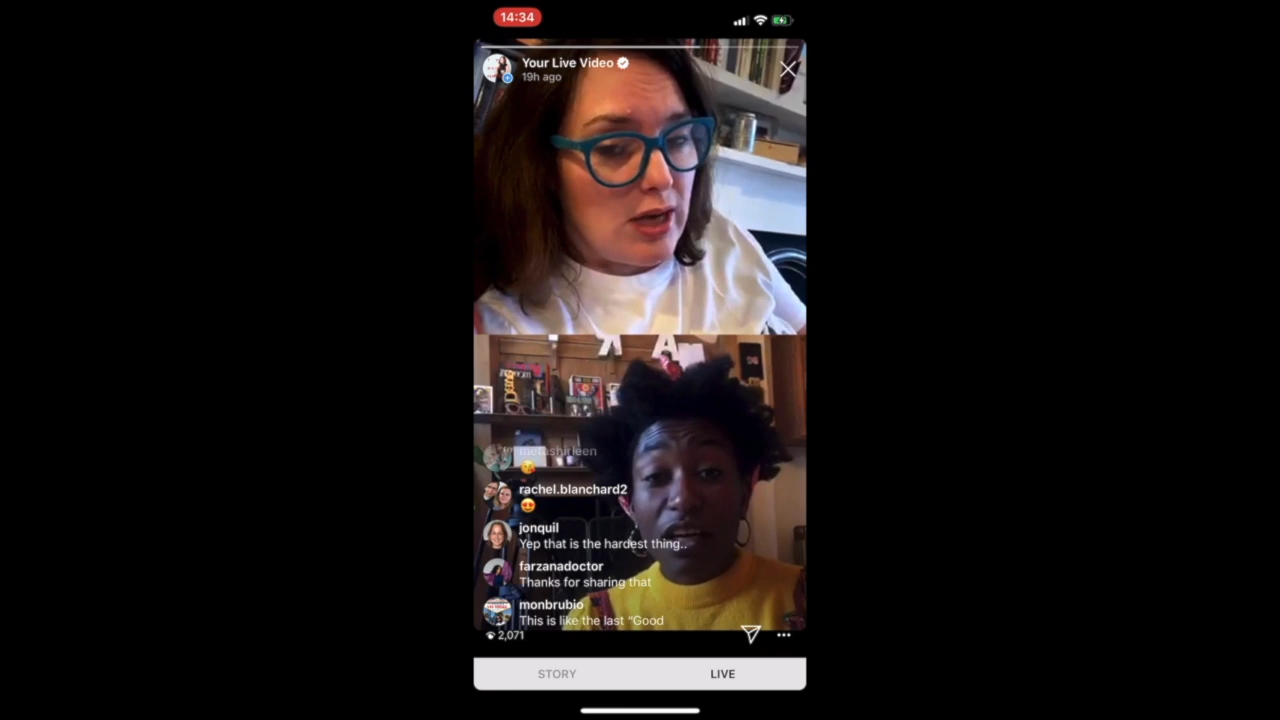 14:34
Your Live Video
19h ago
metashirleen
rachel.blanchard2
jonquil
Yep that is the hardest thing..
farzanadoctor
Thanks for sharing that
monbrubio
This is like the last “Good
2,071
STORY
LIVE